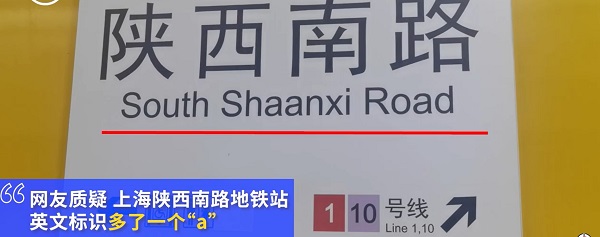 陕西南路
South Shaanxi Road
1 10 号线
Line 1,10
网友质疑 上海陕西南路地铁站
英文标识多了一个“a”